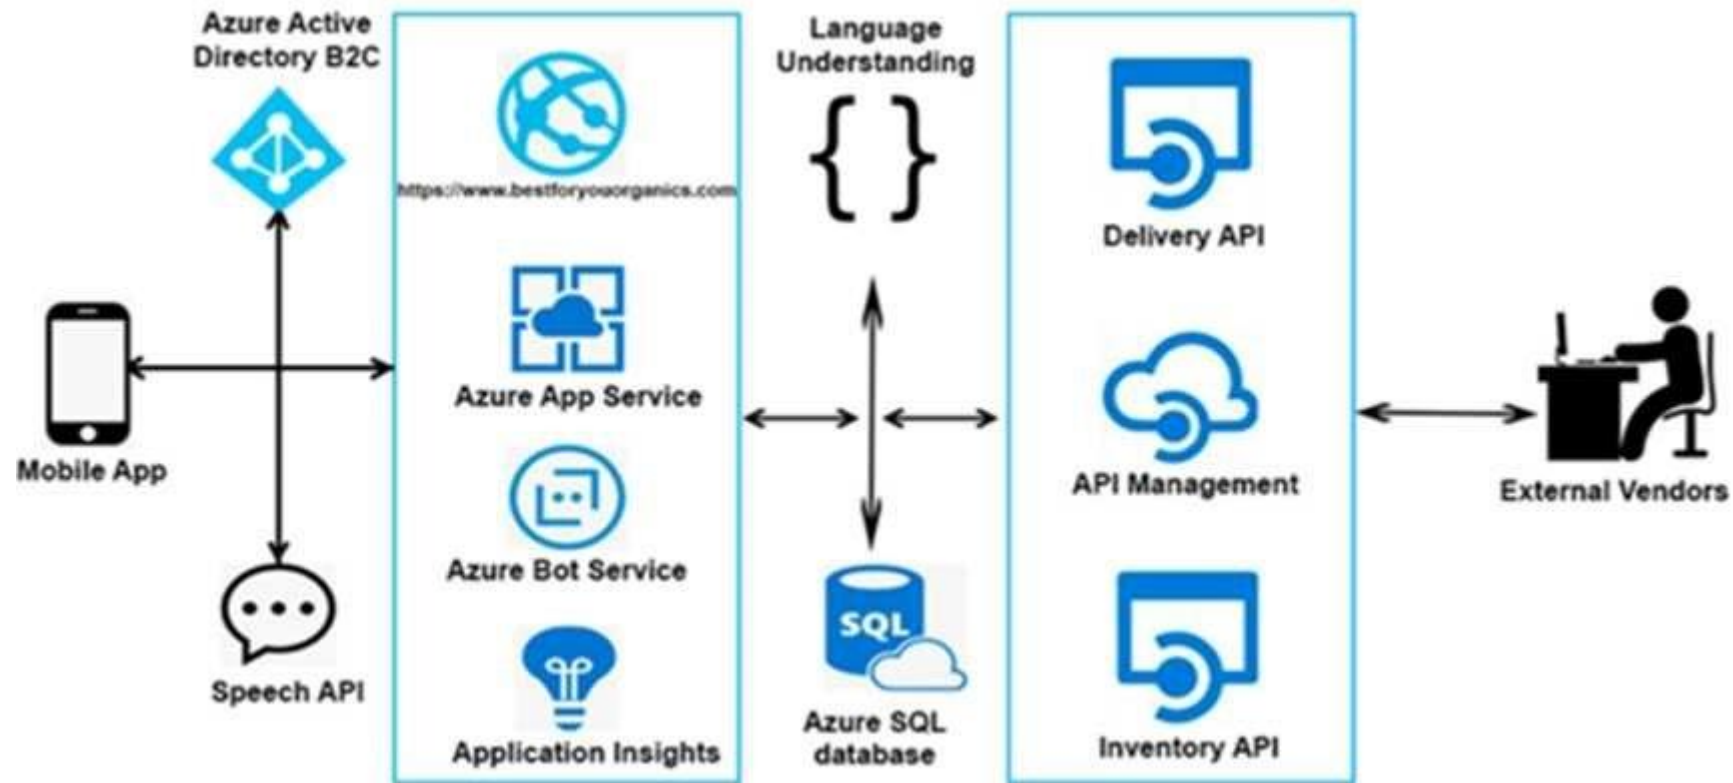 Azure Active
Directory B2C
Mobile App
Speech API
https://www.bestforyouorganics.com
Azure App Service
Azure Bot Service
Application Insights
Language
Understanding
{ }
SQL
Azure SQL
database
Delivery API
API Management
Inventory API
External Vendors